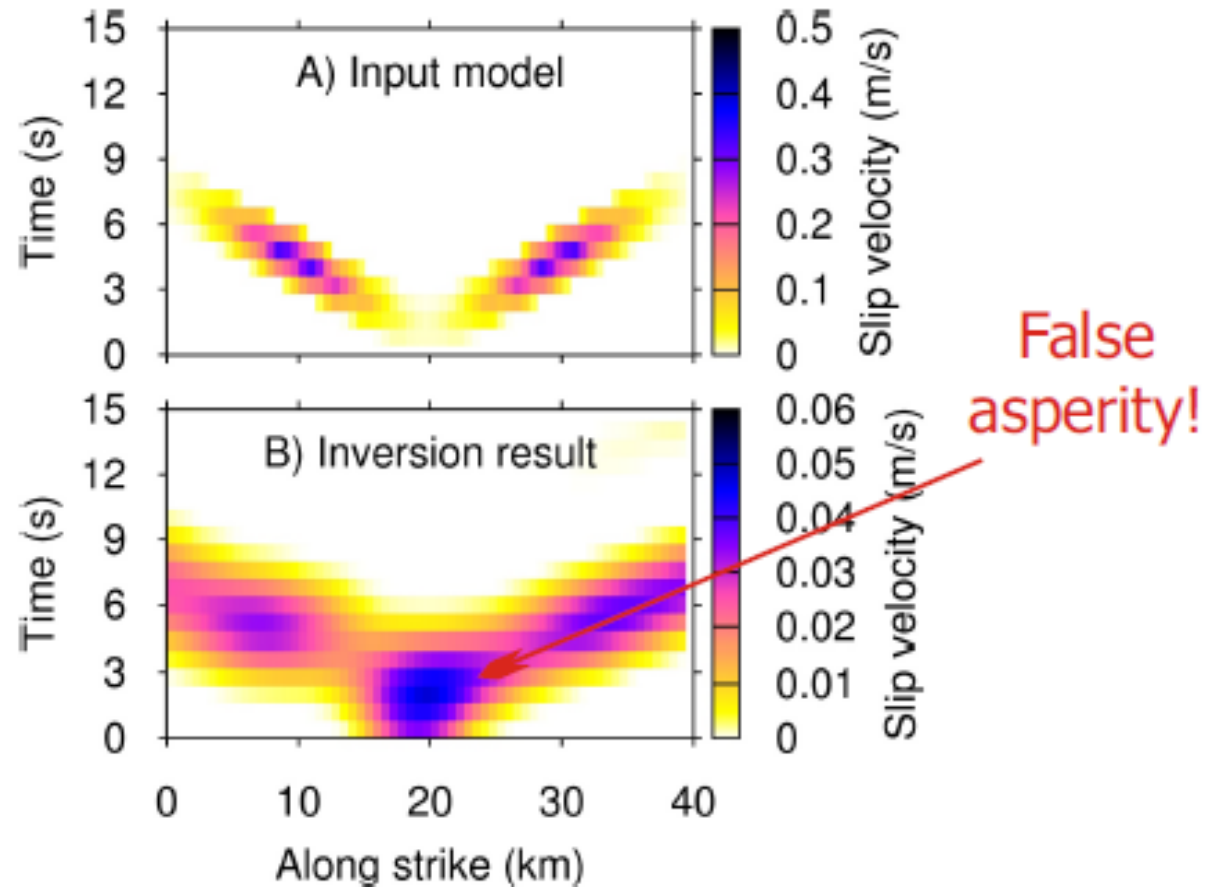 15
12
9
6
3
0
Time (s)
A) Input model
0.5
0.4
0.3
0.2
0.1
0
Slip velocity (m/s)
False
asperity!
15
12
9
6
3
0
Time (s)
B) Inversion result
0.06
0.05
0.04
0.03
0.02
0.01
0
Slip velocity (m/s)
0 10 20 30 40
Along strike (km)